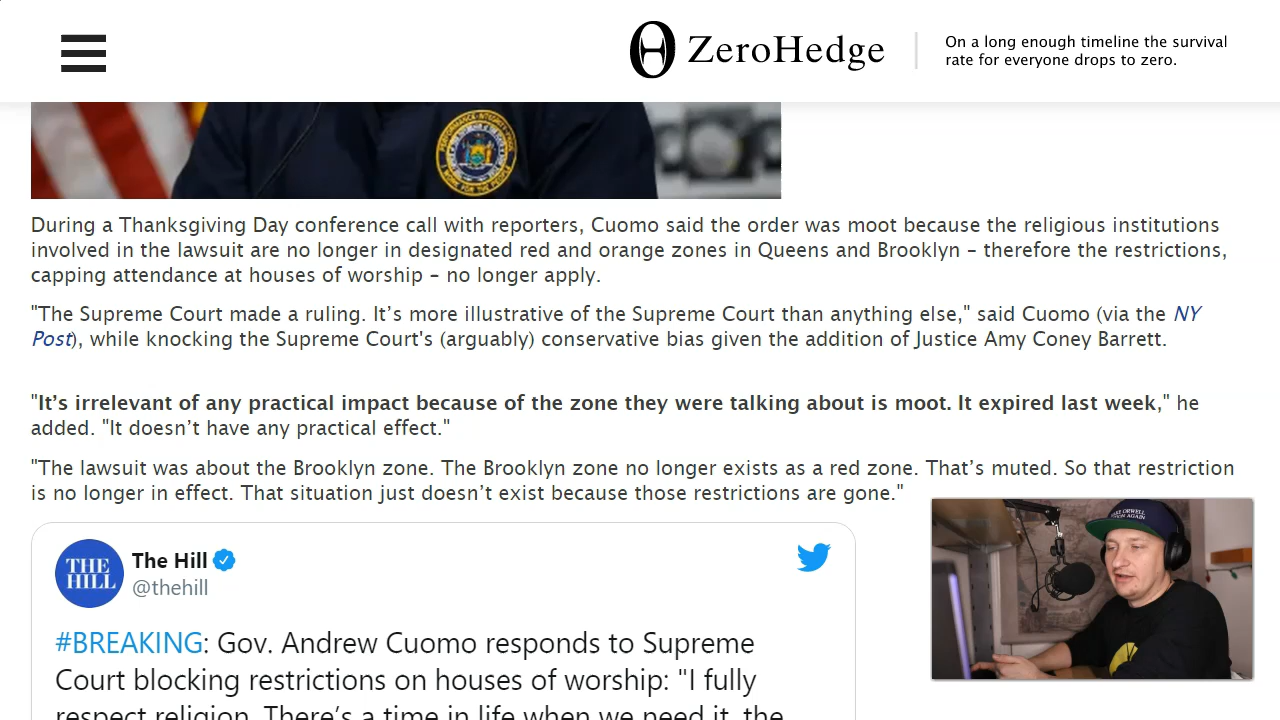 ZeroHedge
On a long enough timeline the survival
rate for everyone drops to zero.
During a Thanksgiving Day conference call with reporters, Cuomo said the order was moot because the religious institutions
involved in the lawsuit are no longer in designated red and orange zones in Queens and Brooklyn – therefore the restrictions,
capping attendance at houses of worship – no longer apply.
"The Supreme Court made a ruling. It’s more illustrative of the Supreme Court than anything else," said Cuomo (via the NY
Post), while knocking the Supreme Court's (arguably) conservative bias given the addition of Justice Amy Coney Barrett.
"It’s irrelevant of any practical impact because of the zone they were talking about is moot. It expired last week," he
added. "It doesn’t have any practical effect."
"The lawsuit was about the Brooklyn zone. The Brooklyn zone no longer exists as a red zone. That’s muted. So that restriction
is no longer in effect. That situation just doesn’t exist because those restrictions are gone."
THE
HILL
The Hill
@thehill
#BREAKING: Gov. Andrew Cuomo responds to Supreme
Court blocking restrictions on houses of worship: "I fully
respect religion. There’s a time in life when we need it, the